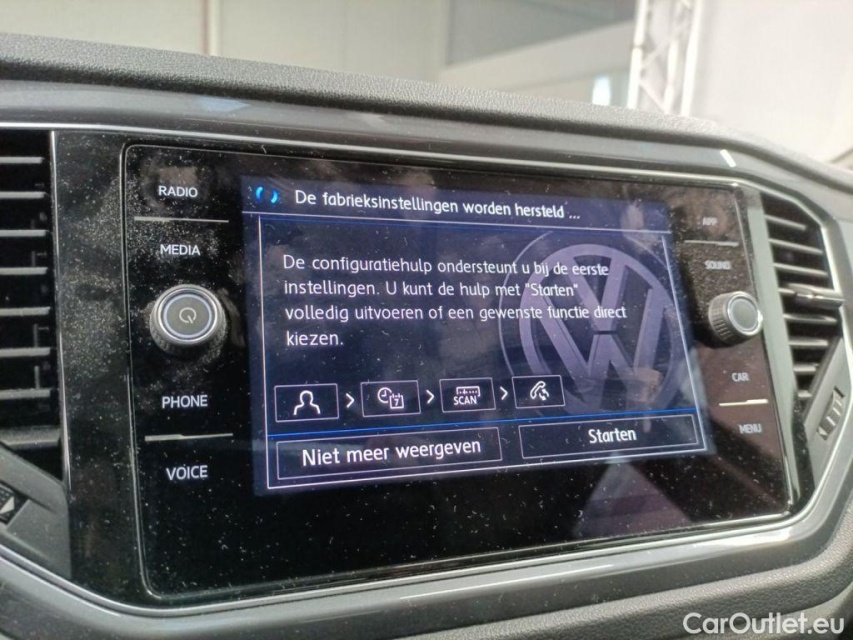 RADIO
MEDIA
PHONE
VOICE
De fabrieksinstellingen worden hersteld ...
De configuratiehulp ondersteunt u bij de eerste
instellingen. U kunt de hulp met "Starten"
volledig uitvoeren of een gewenste functie direct
kiezen.
SCAN
Niet meer weergeven
Starten
APP
SOUND
CAR
MENU
CarOutlet.eu